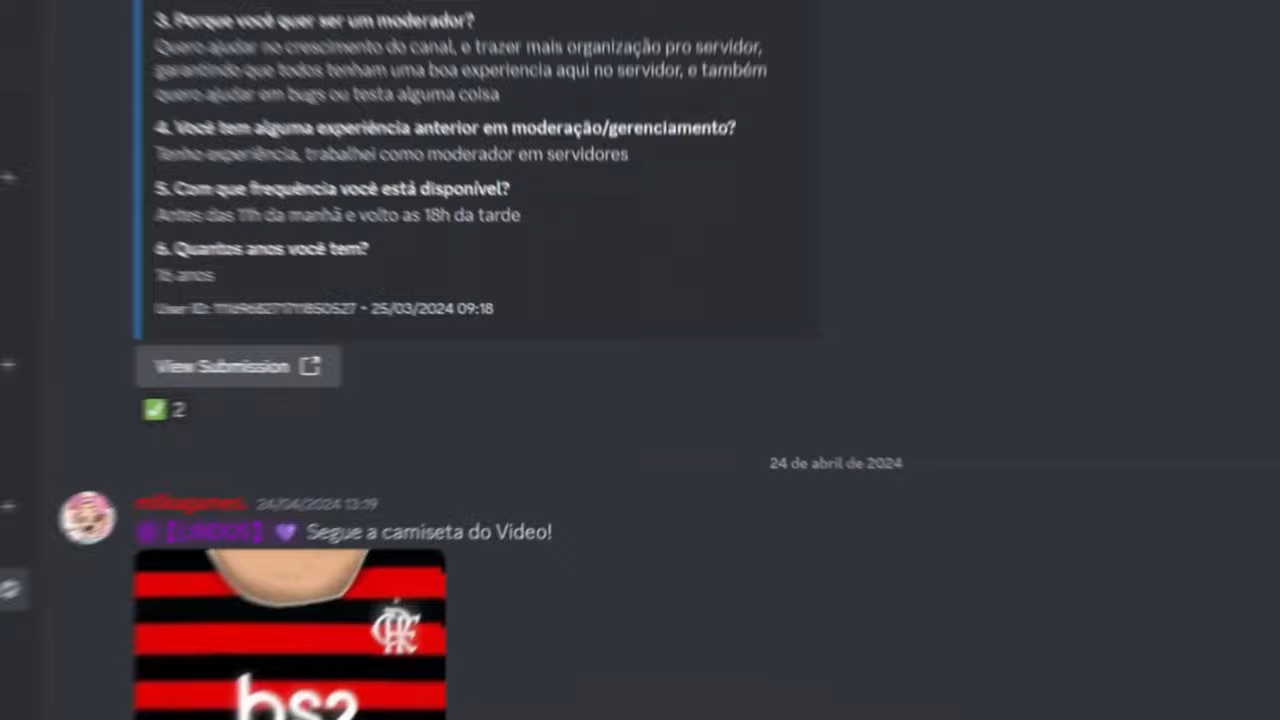 3. Porque você quer ser um moderador?
Quero ajudar no crescimento do canal, e trazer mais organização pro servidor,
garantindo que todos tenham uma boa experiencia aqui no servidor, e também
quero ajudar em bugs ou testa alguma coisa
4. Você tem alguma experiência anterior em moderação/gerenciamento?
Tenho experiência, trabalhei como moderador em servidores
5. Com que frequência você está disponível?
Antes das 11h da manhã e volto as 18h da tarde
6. Quantos anos você tem?
anos
User ID: • 25/03/2024 09:18
View Submission
2
24 de abril de 2024
milkagames 24/04/2024 13:19
Segue a camiseta do Video!
bs2